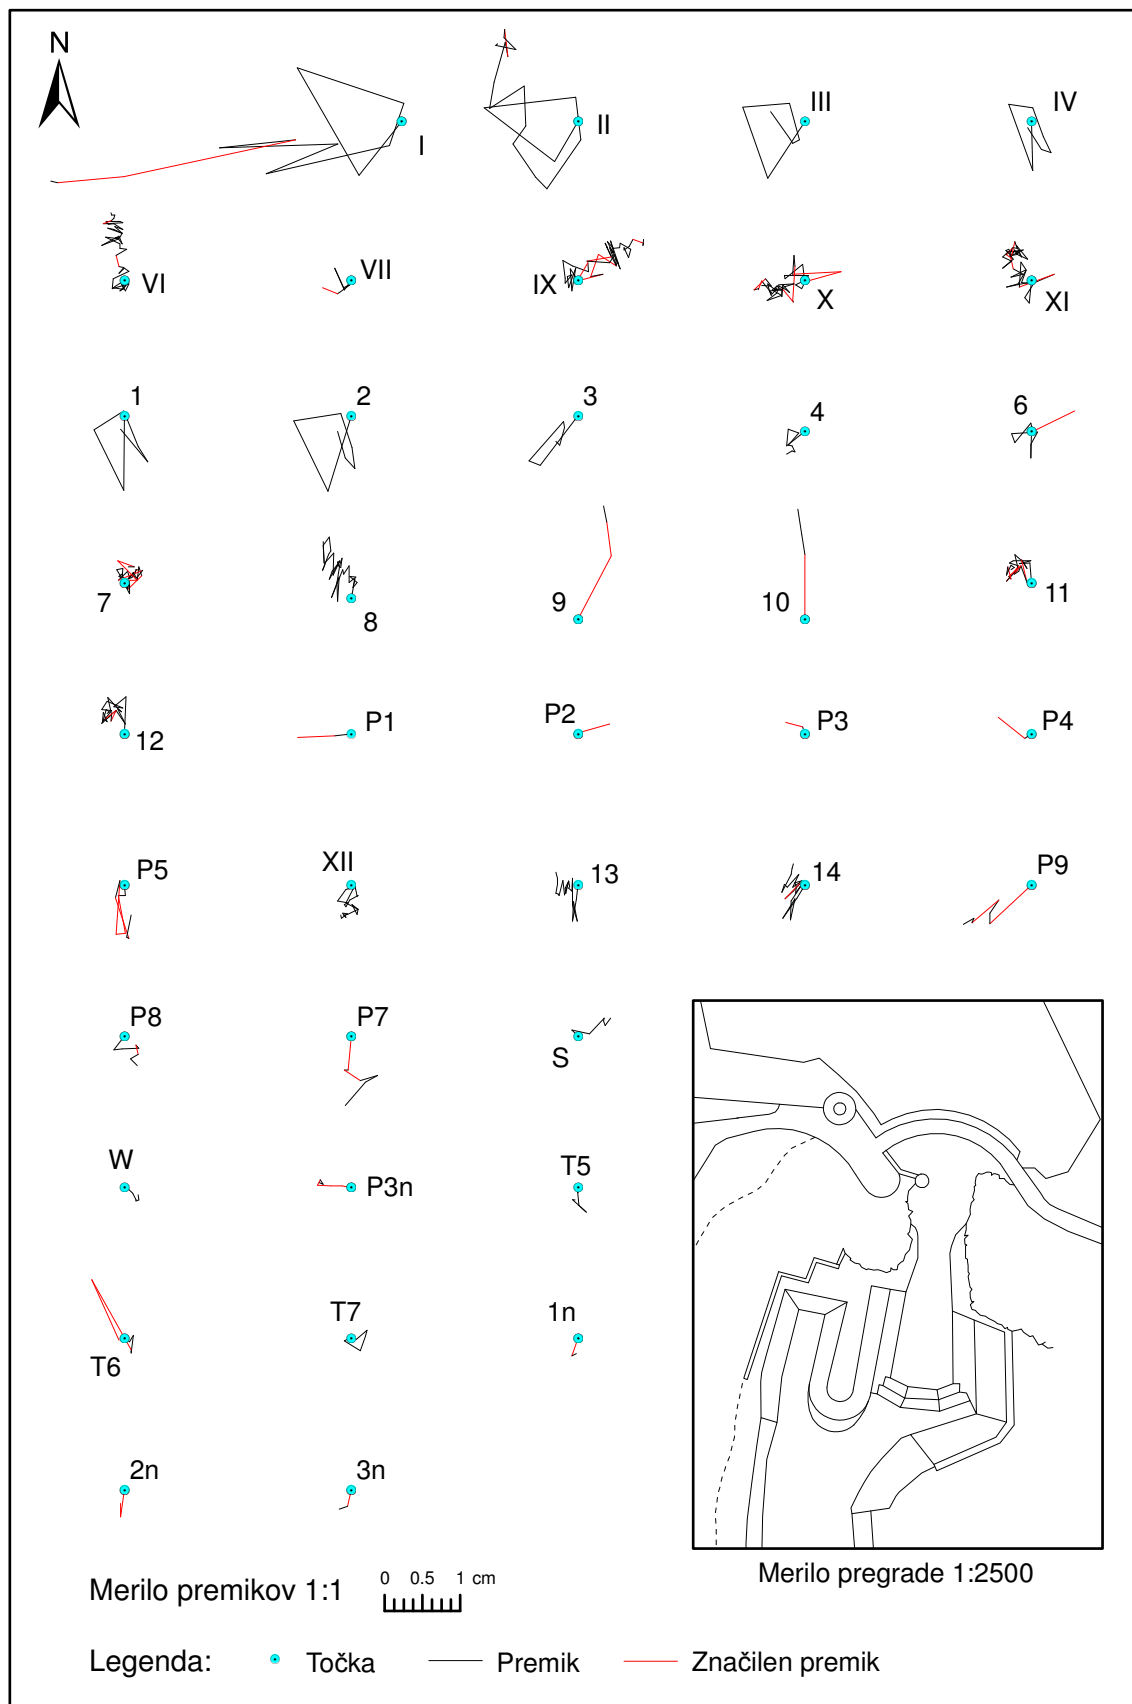 N
I
II
III
IV
VI
VII
IX
X
XI
1
2
3
4
6
7
8
9
10
11
12
P1
P2
P3
P4
P5
XII
13
14
P9
P8
P7
S
W
P3n
T5
T6
T7
1n
2n
3n
Merilo premikov 1:1
0 0.5 1 cm
Merilo pregrade 1:2500
Legenda: Točka Premik Značilen premik